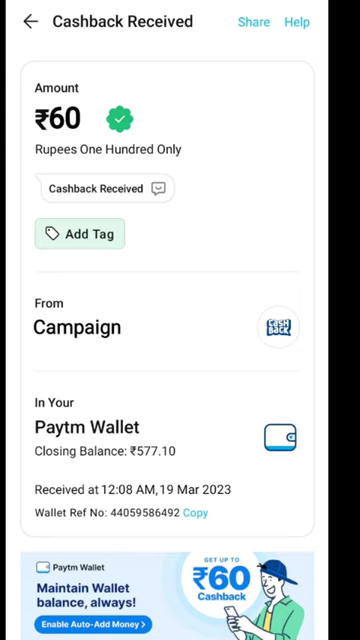 Cashback Received
Share
Help
Amount
₹60
Rupees One Hundred Only
Cashback Received
Add Tag
From
Campaign
CASH
BACK
In Your
Paytm Wallet
Closing Balance: ₹577.10
Received at 12:08 AM, 19 Mar 2023
Wallet Ref No: 44059586492 Copy
Paytm Wallet
Maintain Wallet
balance, always!
Enable Auto-Add Money >
GET UP TO
₹60
Cashback